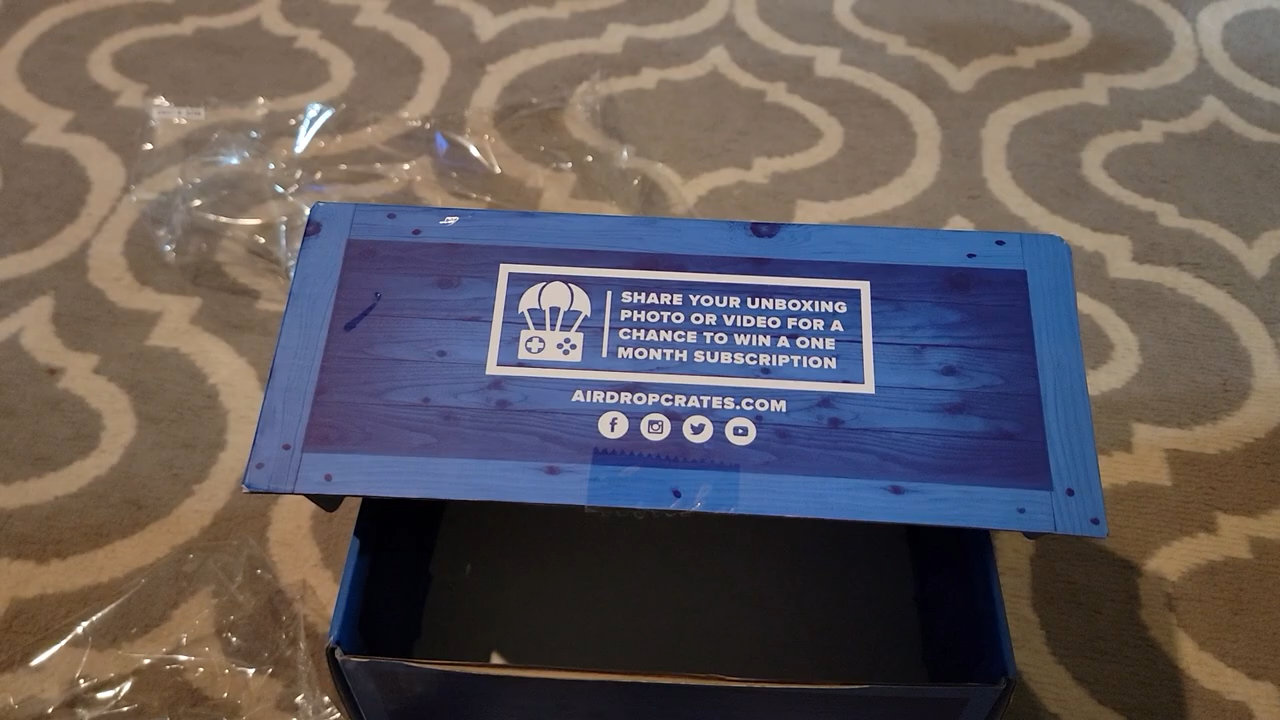 SHARE YOUR UNBOXING
PHOTO OR VIDEO FOR A
CHANCE TO WIN A ONE
MONTH SUBSCRIPTION
AIRDROPCRATES.COM